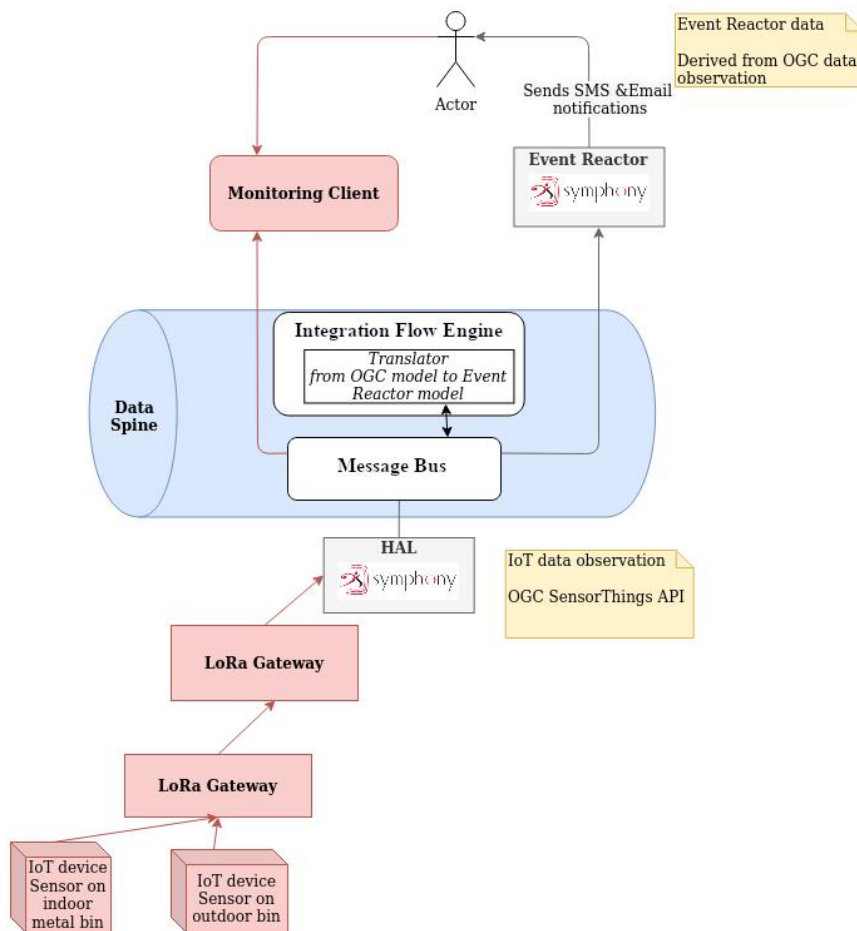 Event Reactor data
Derived from OGC data
observation
Actor
Sends SMS &Email
notifications
Event Reactor
symphony
Monitoring Client
Integration Flow Engine
Translator
from OGC model to Event
Reactor model
Data
Spine
Message Bus
HAL
symphony
IoT data observation
OGC SensorThings API
LoRa Gateway
LoRa Gateway
IoT device
Sensor on
indoor
metal bin
IoT device
Sensor on
outdoor bin